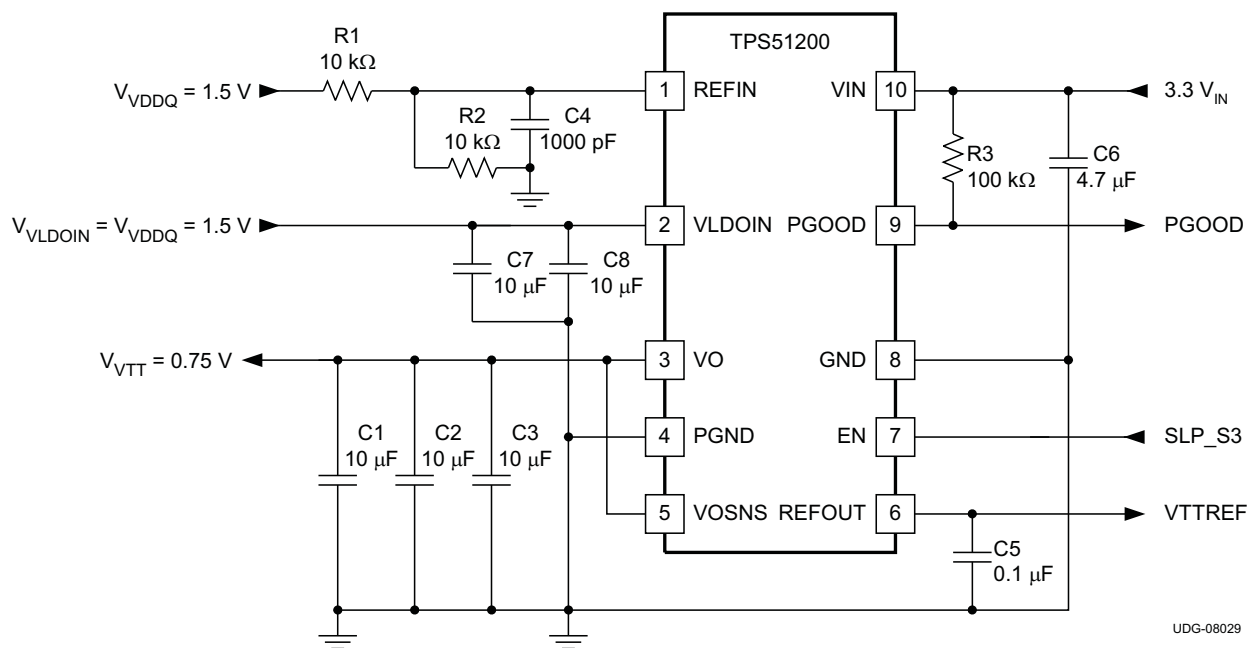 TPS51200
R1
10 kΩ
V_VDDQ = 1.5 V
1 REFIN
VIN 10
3.3 V_IN
R2
10 kΩ
C4
1000 pF
R3
100 kΩ
C6
4.7 μF
V_VLDOIN = V_VDDQ = 1.5 V
2 VLDOIN
PGOOD 9
PGOOD
C7
10 μF
C8
10 μF
V_VTT = 0.75 V
3 VO
GND 8
C1
10 μF
C2
10 μF
C3
10 μF
4 PGND
EN 7
SLP_S3
5 VOSNS
REFOUT 6
VTTREF
C5
0.1 μF
UDG-08029